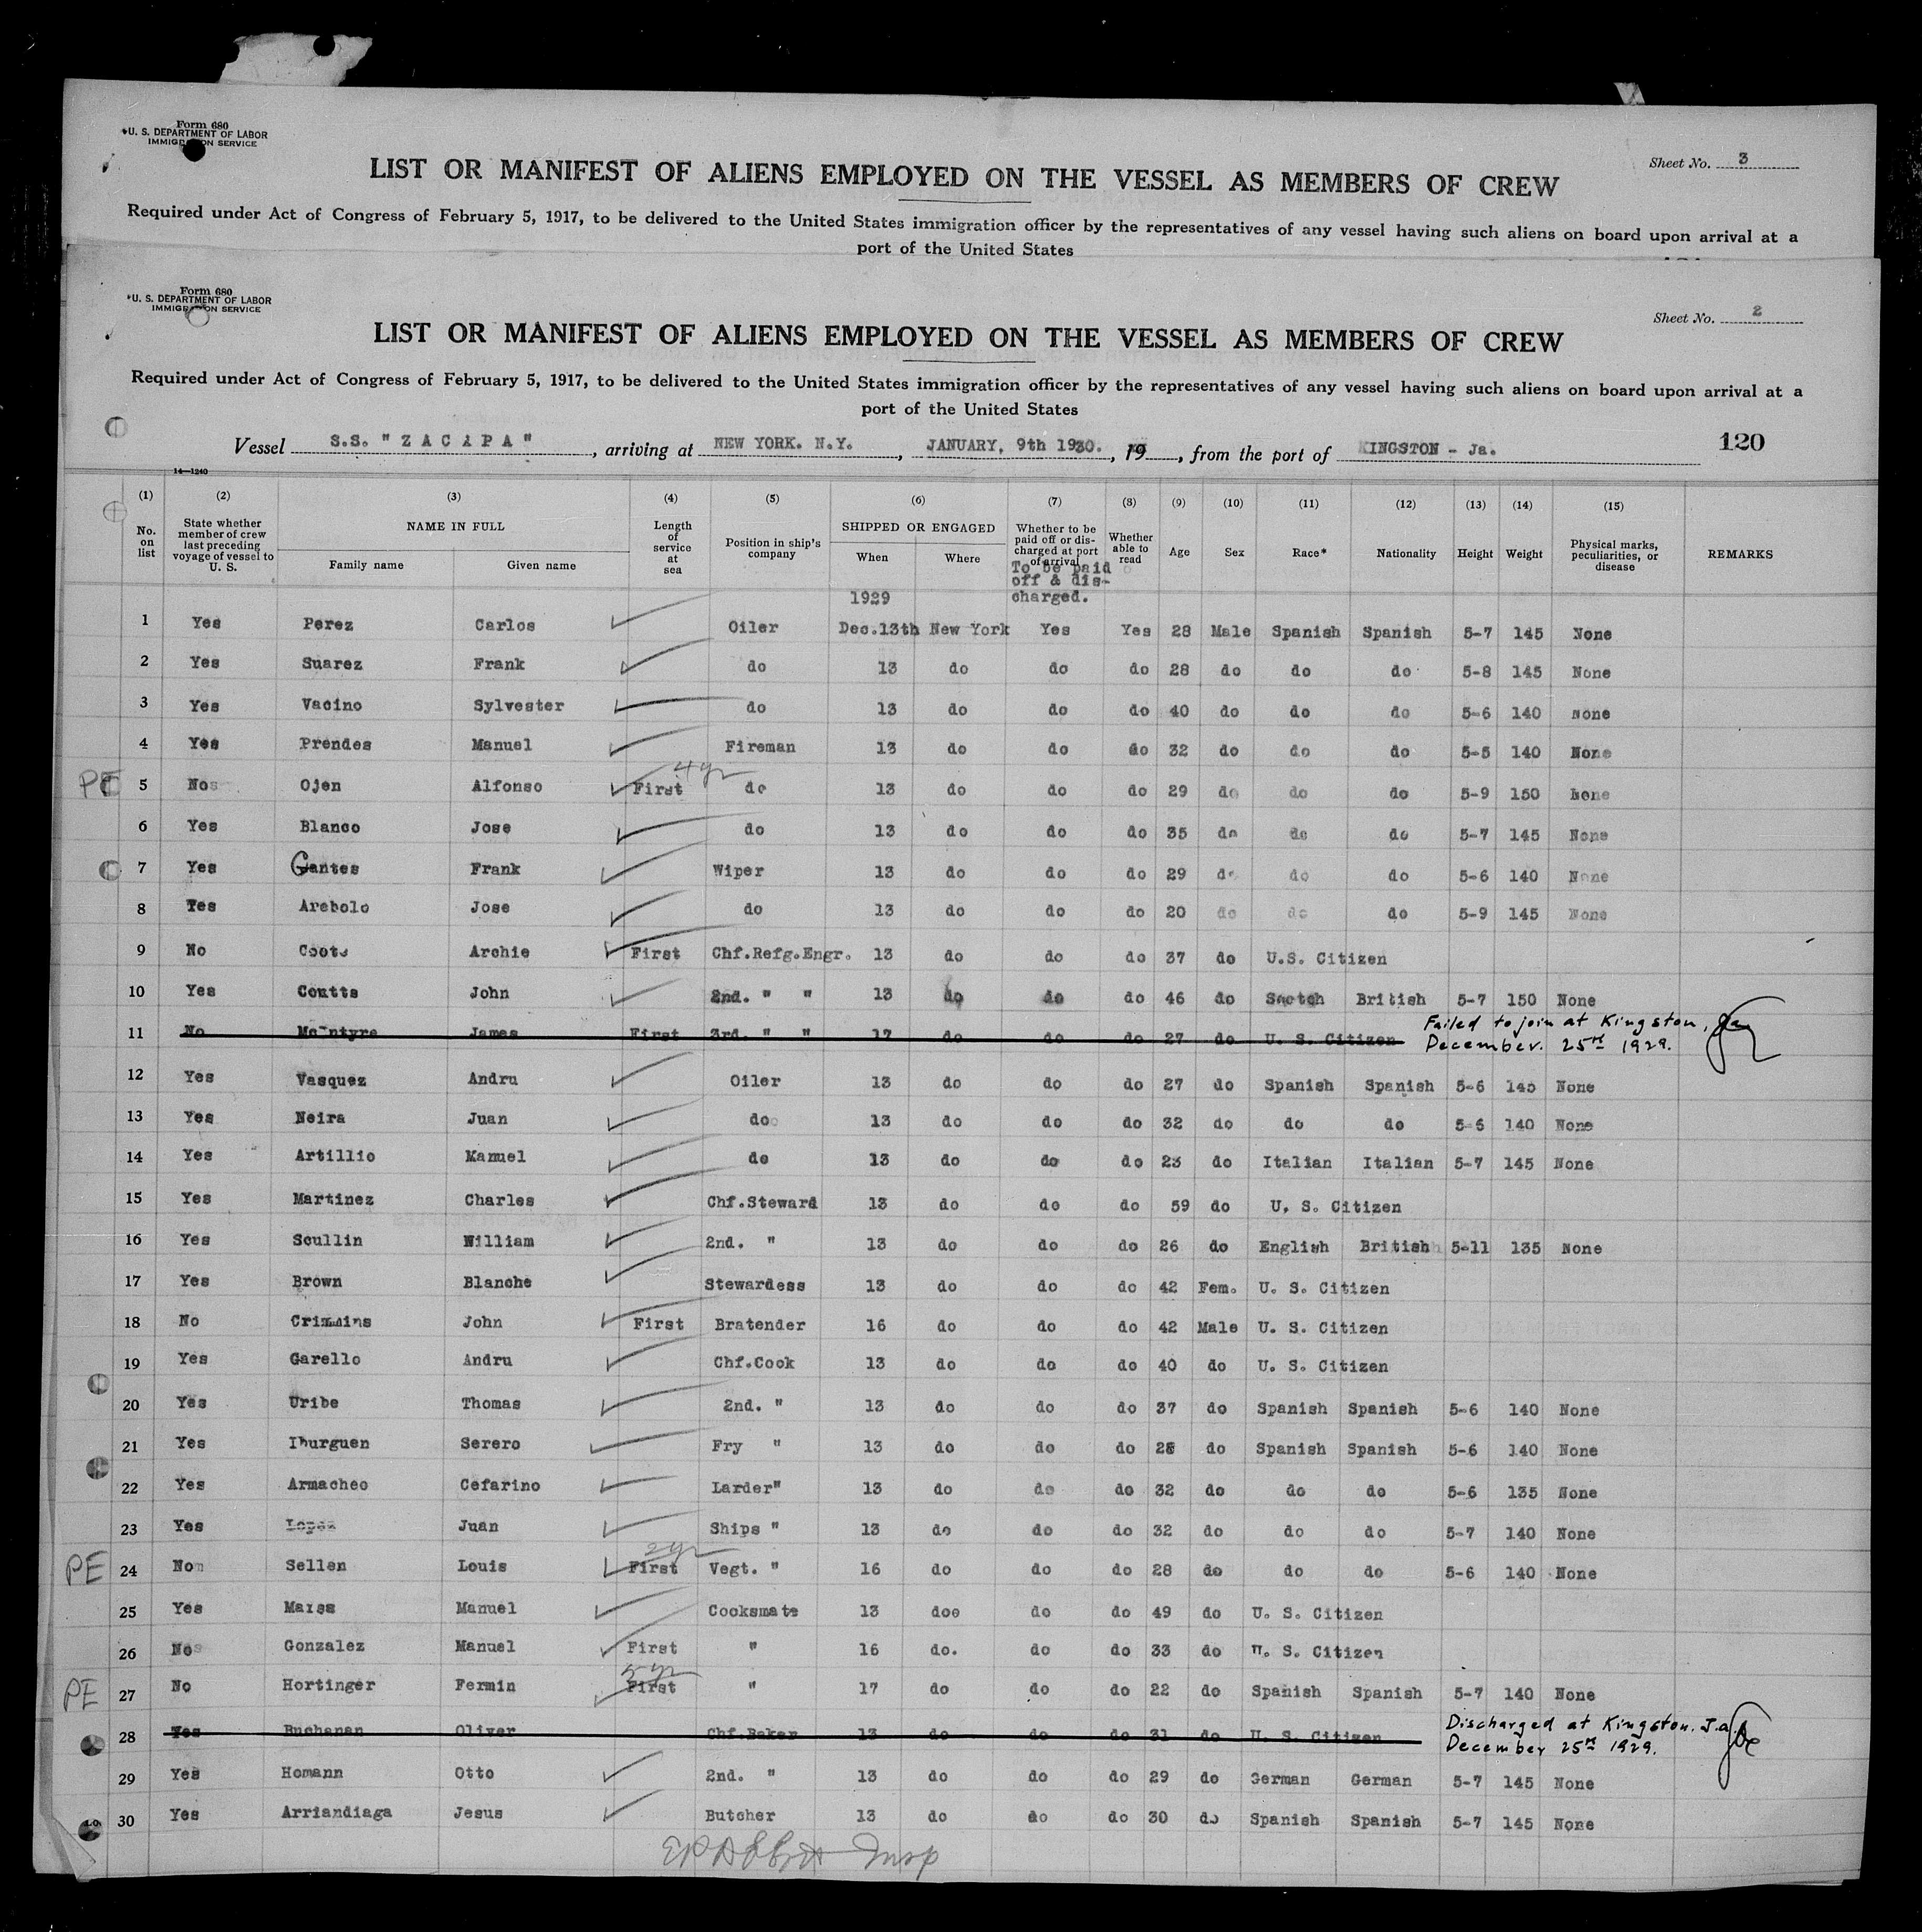 Form 680
*U. S. DEPARTMENT OF LABOR
IMMIGRATION SERVICE
Sheet No. 3
LIST OR MANIFEST OF ALIENS EMPLOYED ON THE VESSEL AS MEMBERS OF CREW
Required under Act of Congress of February 5, 1917, to be delivered to the United States immigration officer by the representatives of any vessel having such aliens on board upon arrival at a
port of the United States
Form 680
*U. S. DEPARTMENT OF LABOR
IMMIGRATION SERVICE
Sheet No. 2
LIST OR MANIFEST OF ALIENS EMPLOYED ON THE VESSEL AS MEMBERS OF CREW
Required under Act of Congress of February 5, 1917, to be delivered to the United States immigration officer by the representatives of any vessel having such aliens on board upon arrival at a
port of the United States
Vessel S.S. "ZACAPA", arriving at NEW YORK. N.Y., JANUARY, 9th 1930., 19, from the port of KINGSTON - Ja. 120
14-1240
(1) (2) (3) (4) (5) (6) (7) (8) (9) (10) (11) (12) (13) (14) (15)
No. on list State whether member of crew last preceding voyage of vessel to U. S. NAME IN FULL Family name Given name Length of service at sea Position in ship's company SHIPPED OR ENGAGED When Where Whether to be paid off or discharged at port of arrival Whether able to read Age Sex Race* Nationality Height Weight Physical marks, peculiarities, or disease REMARKS
To be paid
off & dis-
1929 charged.
1 Yes Perez Carlos Oiler Dec.13th New York Yes Yes 28 Male Spanish Spanish 5-7 145 None
2 Yes Suarez Frank do 13 do do do 28 do do do 5-8 145 None
3 Yes Vacino Sylvester do 13 do do do 40 do do do 5-6 140 None
4 Yes Prendes Manuel Fireman 13 do do do 32 do do do 5-5 140 None
4 yr
PE 5 No Ojen Alfonso First do 13 do do do 29 do do do 5-9 150 None
6 Yes Blanco Jose do 13 do do do 35 do do do 5-7 145 None
7 Yes Gantes Frank Wiper 13 do do do 29 do do do 5-6 140 None
8 Yes Arebolo Jose do 13 do do do 20 do do do 5-9 145 None
9 No Archie First Chf.Refg.Engr. 13 do do do 37 do U.S. Citizen
10 Yes Coutts John 2nd. " " 13 do do do 46 do Scotch British 5-7 150 None
11 No McIntyre James First 3rd. " " 17 do do do 27 do U. S. Citizen Failed to join at Kingston, Ja
December. 25th 1929.
12 Yes Vasquez Andru Oiler 13 do do do 27 do Spanish Spanish 5-6 145 None
13 Yes Neira Juan do 13 do do do 32 do do do 5-6 140 None
14 Yes Artillio Manuel do 13 do do do 23 do Italian Italian 5-7 145 None
15 Yes Martinez Charles Chf.Steward 13 do do do 59 do U. S. Citizen
16 Yes Scullin William 2nd. " 13 do do do 26 do English British 5-11 135 None
17 Yes Brown Blanche Stewardess 13 do do do 42 Fem. U. S. Citizen
18 No Crimmins John First Bratender 16 do do do 42 Male U. S. Citizen
19 Yes Garello Andru Chf.Cook 13 do do do 40 do U. S. Citizen
20 Yes Uribe Thomas 2nd. " 13 do do do 37 do Spanish Spanish 5-6 140 None
21 Yes Iburguen Serero Fry " 13 do do do 28 do Spanish Spanish 5-6 140 None
22 Yes Armacheo Cefarino Larder" 13 do do do 32 do do do 5-6 135 None
23 Yes Lopez Juan Ships " 13 do do do 32 do do do 5-7 140 None
2 yr
PE 24 No Sellen Louis First Vegt. " 16 do do do 28 do do do 5-6 140 None
25 Yes Manuel Cooksmate 13 doo do do 49 do U. S. Citizen
26 No Gonzalez Manuel First " 16 do. do do 33 do U. S. Citizen
5 yr
PE 27 No Hortinger Fermin First " 17 do do do 22 do Spanish Spanish 5-7 140 None
28 Yes Buchanan Oliver Chf.Baker 13 do do do 31 do U. S. Citizen Discharged at Kingston. J.a.
December 25th 1929.
29 Yes Homann Otto 2nd. " 13 do do do 29 do German German 5-7 145 None
30 Yes Arriandiaga Jesus Butcher 13 do do do 30 do Spanish Spanish 5-7 145 None
Insp